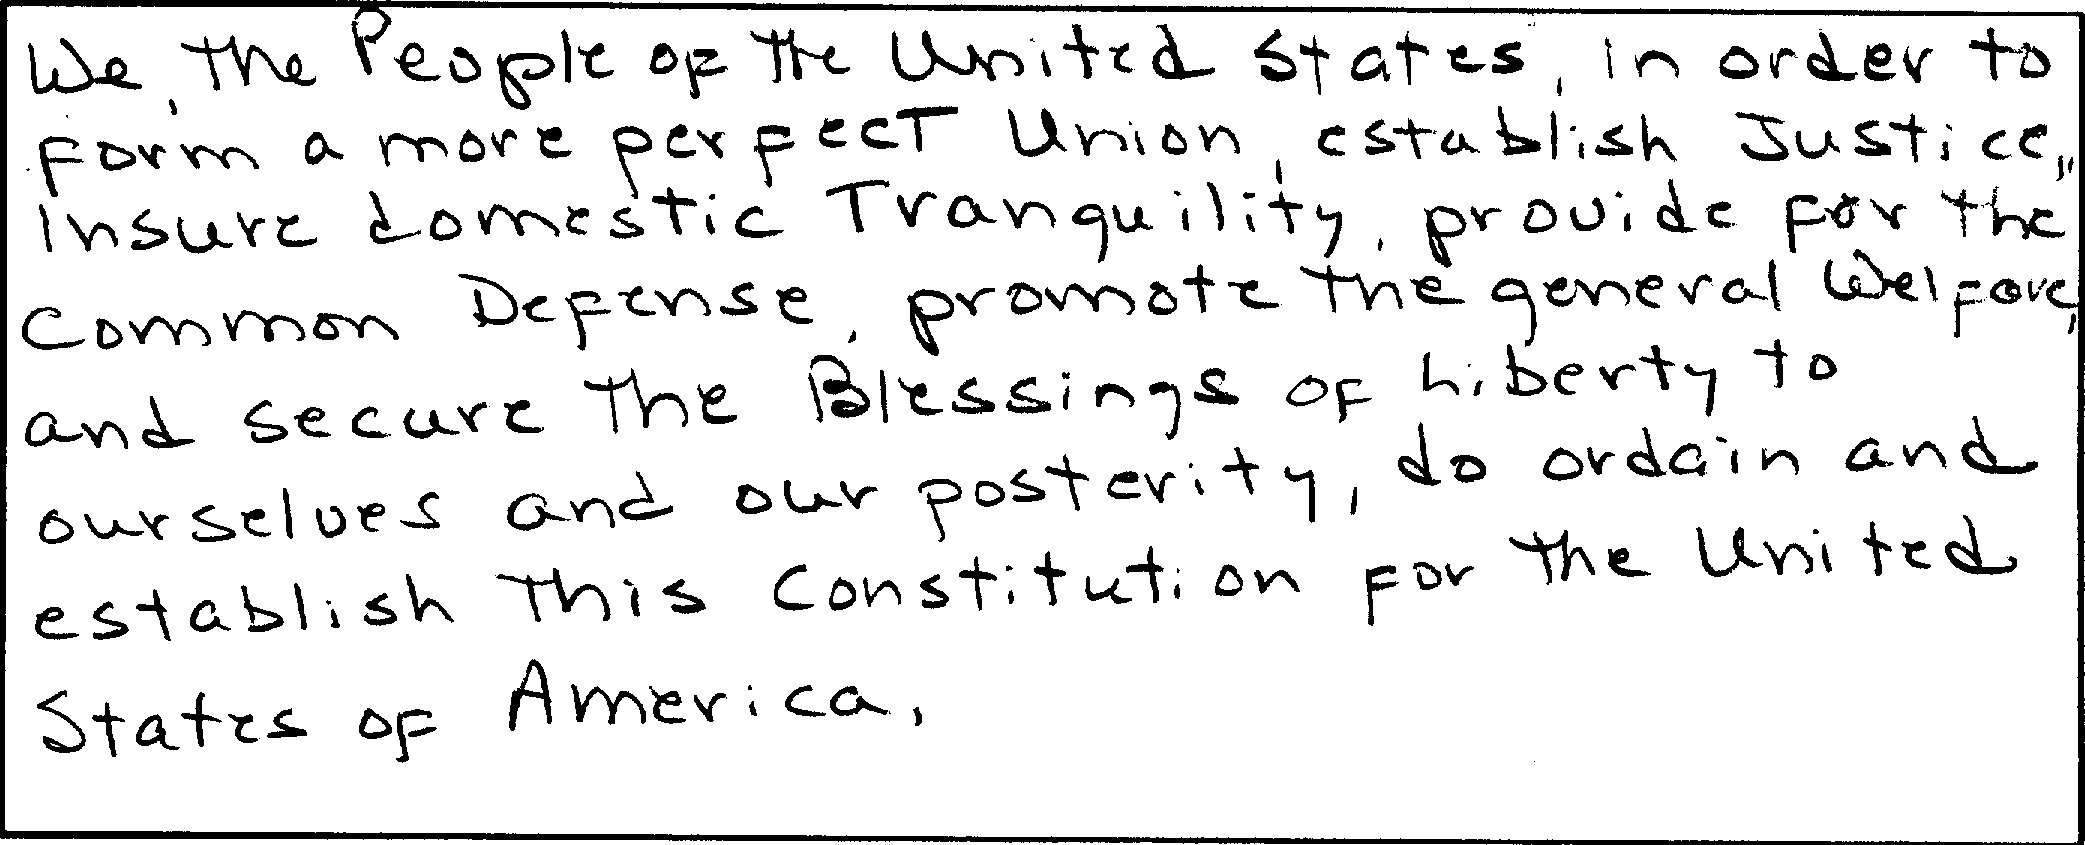 We, the People of the United States, in order to
form a more perfect Union, establish Justice,,
insure domestic Tranquility, provide for the
Common Defense, promote the general Welfare,
and secure the Blessings of Liberty to
ourselves and our posterity, do ordain and
establish this Constitution for the United
States of America,